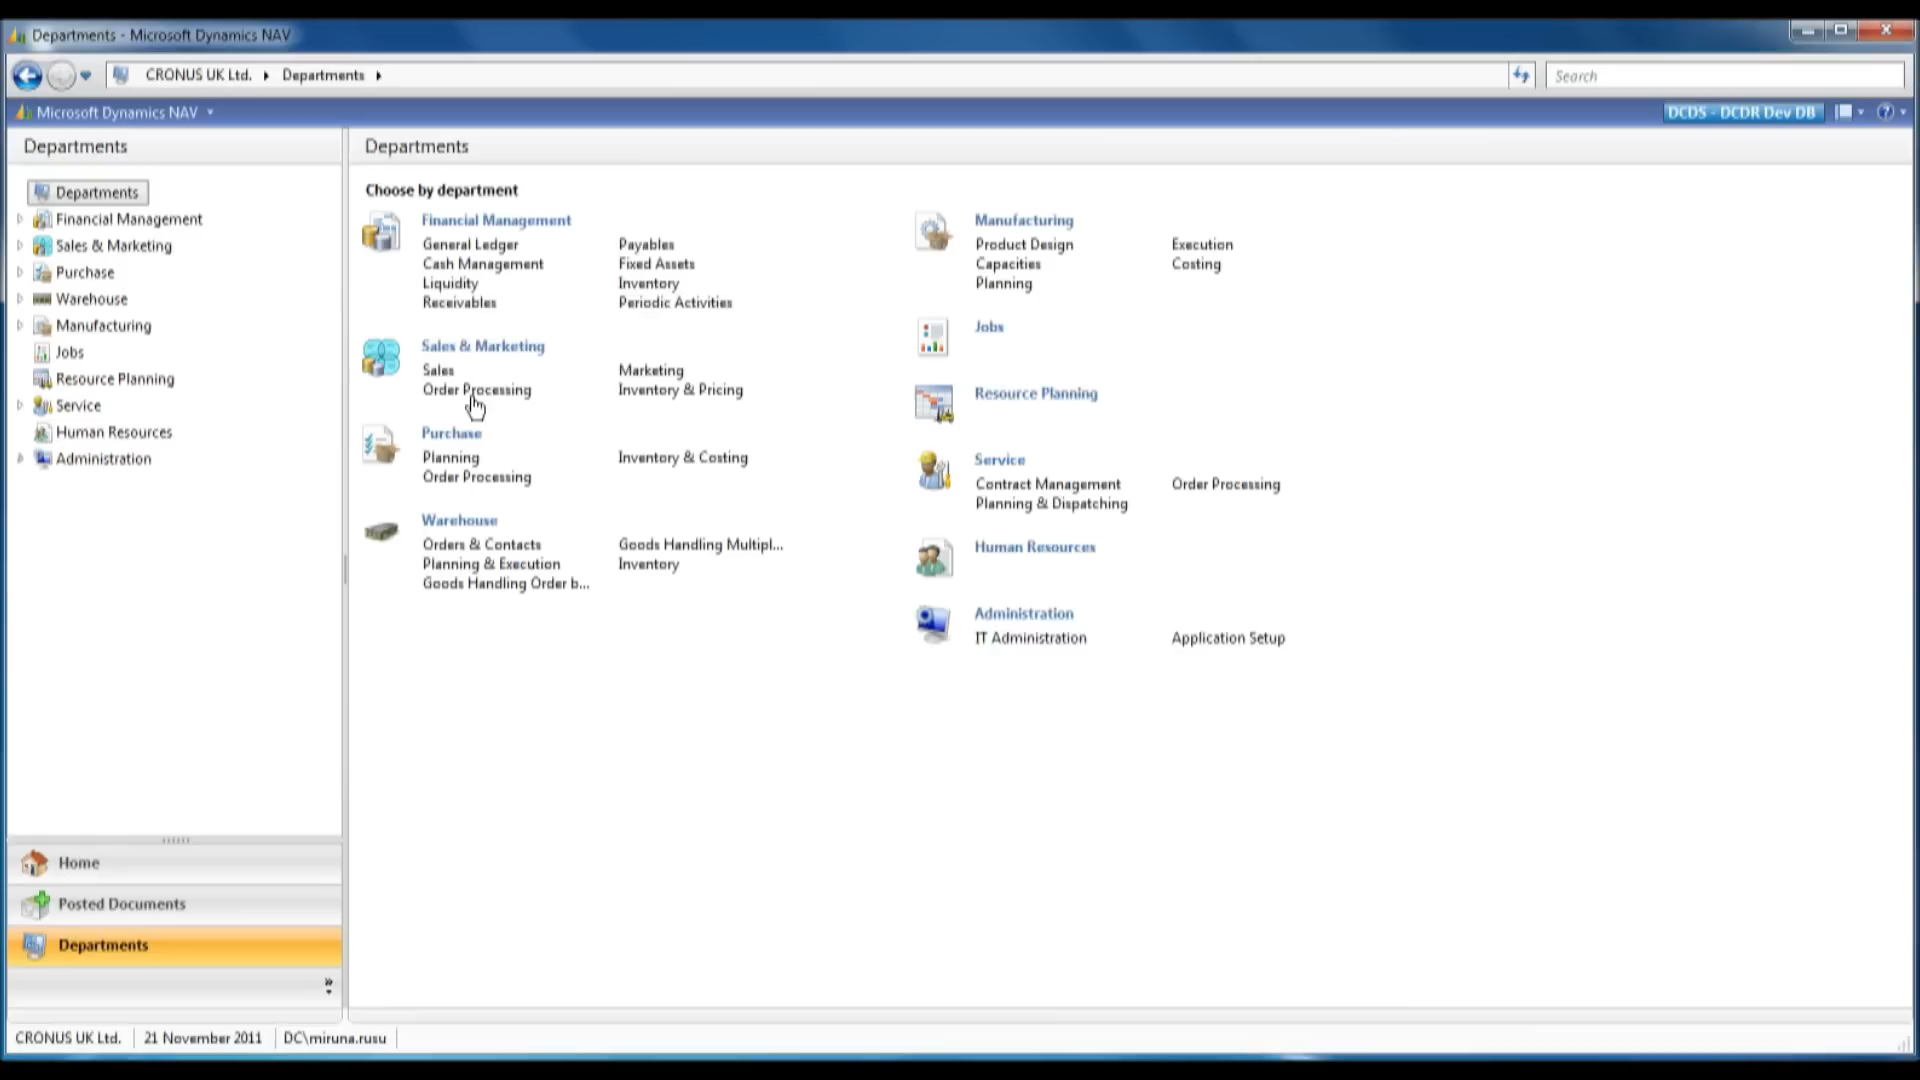 Departments - Microsoft Dynamics NAV
CRONUS UK Ltd. Departments
Search
Microsoft Dynamics NAV
DCDS - DCDR Dev DB
Departments
Departments
Financial Management
Sales & Marketing
Purchase
Warehouse
Manufacturing
Jobs
Resource Planning
Service
Human Resources
Administration
Home
Posted Documents
Departments
Departments
Choose by department
Financial Management
General Ledger Payables
Cash Management Fixed Assets
Liquidity Inventory
Receivables Periodic Activities
Sales & Marketing
Sales Marketing
Order Processing Inventory & Pricing
Purchase
Planning Inventory & Costing
Order Processing
Warehouse
Orders & Contacts Goods Handling Multipl...
Planning & Execution Inventory
Goods Handling Order b...
Manufacturing
Product Design Execution
Capacities Costing
Planning
Jobs
Resource Planning
Service
Contract Management Order Processing
Planning & Dispatching
Human Resources
Administration
IT Administration Application Setup
CRONUS UK Ltd. 21 November 2011 DC\miruna.rusu